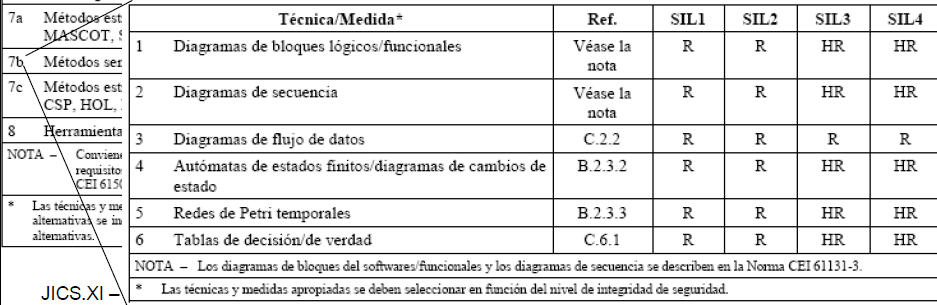 7a Métodos est
MASCOT, S
7b Métodos ser
7c Métodos est
CSP, HOL,
8 Herramienta
NOTA – Conviene
requisito
CEI 6150
* Las técnicas y me
alternativas se in
alternativas.
JICS.XI –
Técnica/Medida* Ref. SIL1 SIL2 SIL3 SIL4
1 Diagramas de bloques lógicos/funcionales Véase la R R HR HR
nota
2 Diagramas de secuencia Véase la R R HR HR
nota
3 Diagramas de flujo de datos C.2.2 R R R R
4 Autómatas de estados finitos/diagramas de cambios de B.2.3.2 R R HR HR
estado
5 Redes de Petri temporales B.2.3.3 R R HR HR
6 Tablas de decisión/de verdad C.6.1 R R HR HR
NOTA – Los diagramas de bloques del softwares/funcionales y los diagramas de secuencia se describen en la Norma CEI 61131-3.
* Las técnicas y medidas apropiadas se deben seleccionar en función del nivel de integridad de seguridad.